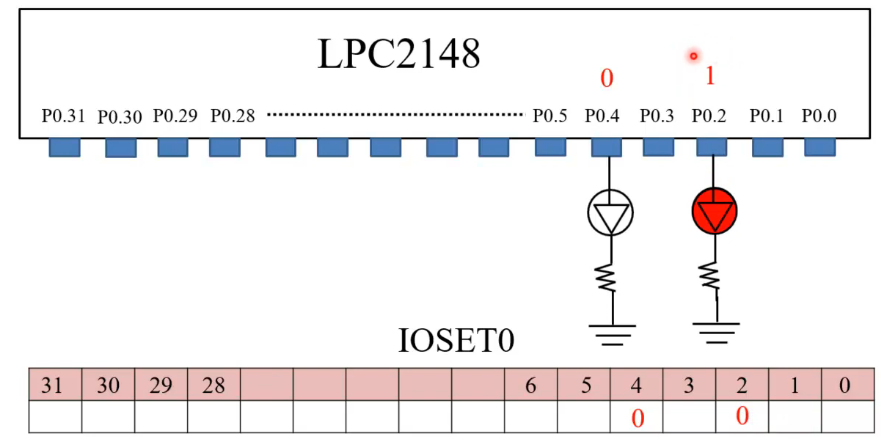 LPC2148
0 1
P0.31 P0.30 P0.29 P0.28 P0.5 P0.4 P0.3 P0.2 P0.1 P0.0
IOSET0
31 30 29 28 6 5 4 3 2 1 0
0 0